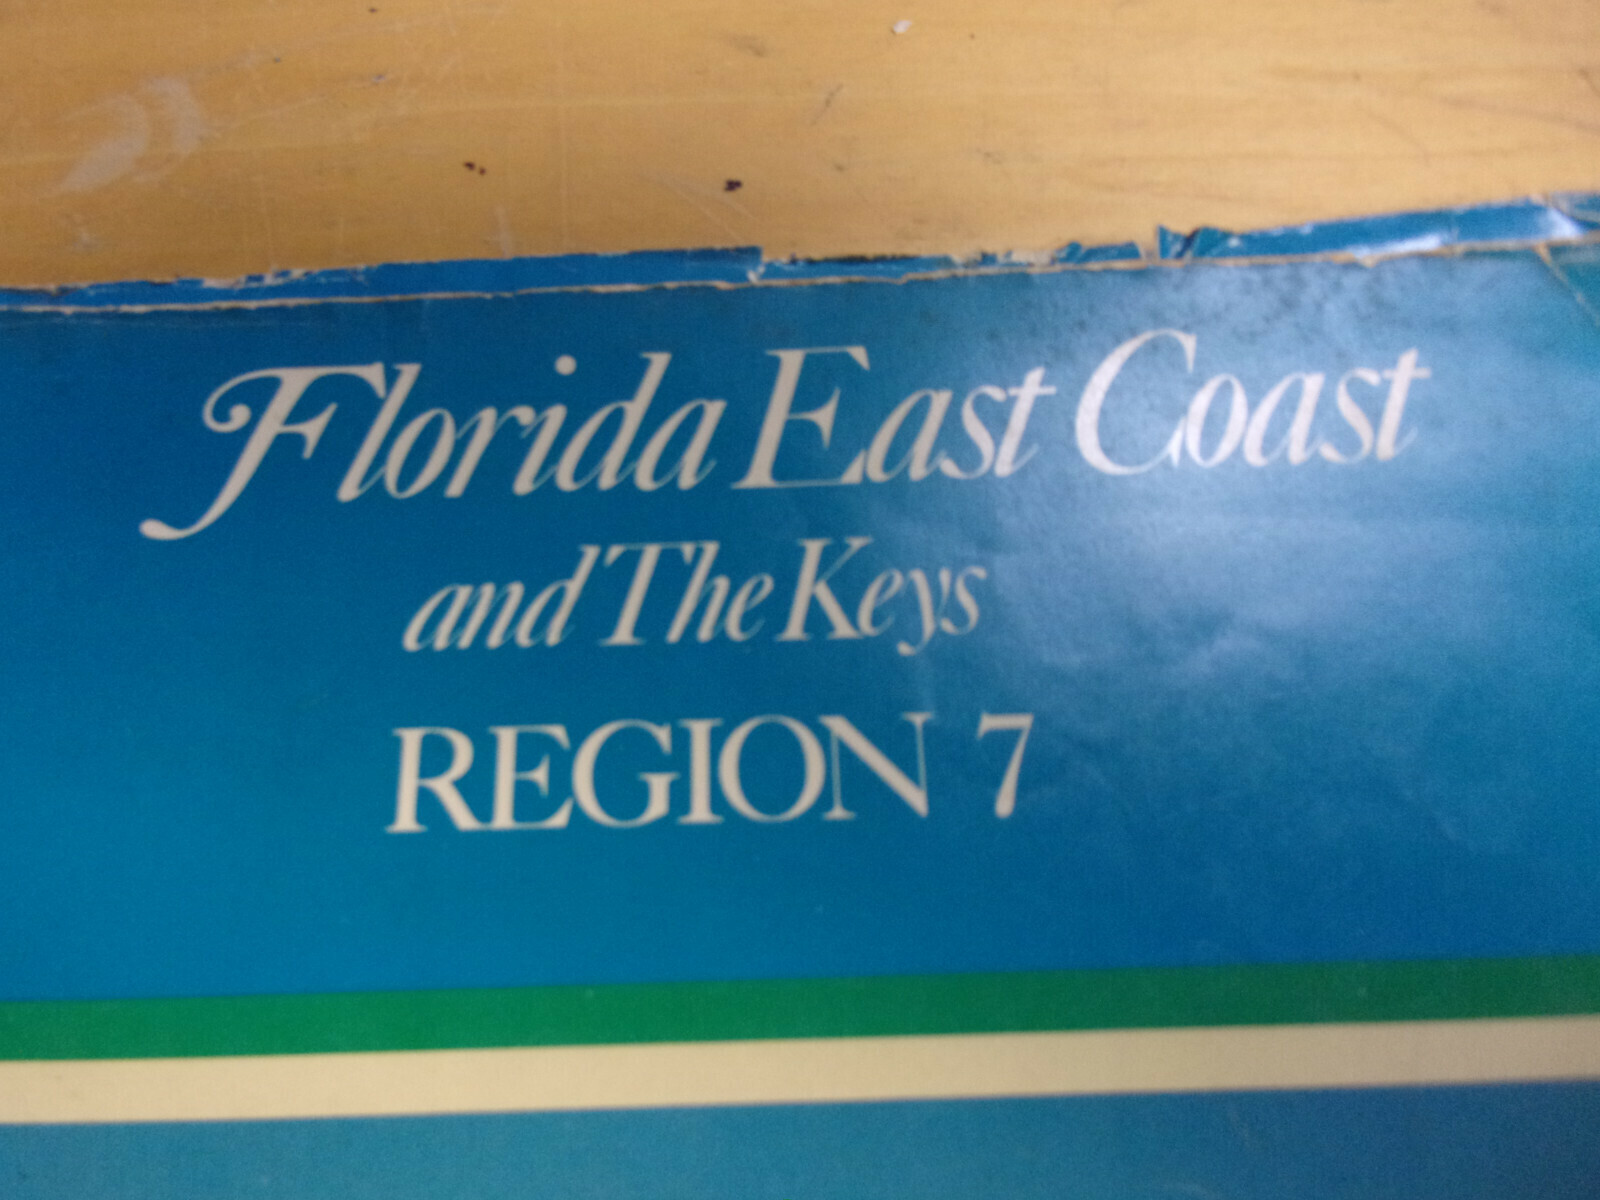 Florida East Coast
and The Keys
REGION 7